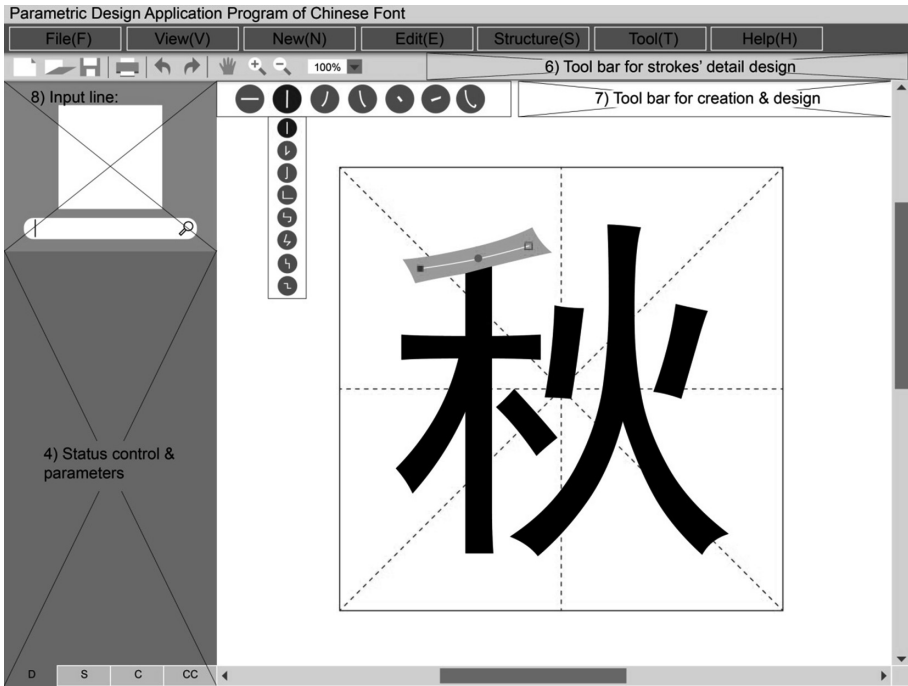 Parametric Design Application Program of Chinese Font
File(F) View(V) New(N) Edit(E) Structure(S) Tool(T) Help(H)
100% 6) Tool bar for strokes' detail design
8) Input line:
7) Tool bar for creation & design
秋
4) Status control &
parameters
D S C CC